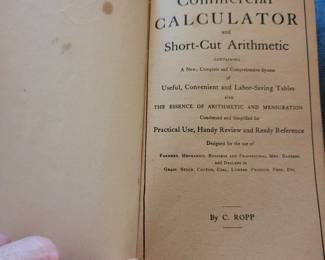 Commercial
CALCULATOR
and
Short-Cut Arithmetic
CONTAINING
A New, Complete and Comprehensive System
of
Useful, Convenient and Labor-Saving Tables
also
THE ESSENCE OF ARITHMETIC AND MENSURATION
Condensed and Simplified for
Practical Use, Handy Review and Ready Reference
Designed for the use of
FARMERS, MECHANICS, BUSINESS AND PROFESSIONAL MEN, BANKERS
AND DEALERS IN
GRAIN, STOCK, COTTON, COAL, LUMBER, PRODUCE, FEED, ETC.
By C. ROPP